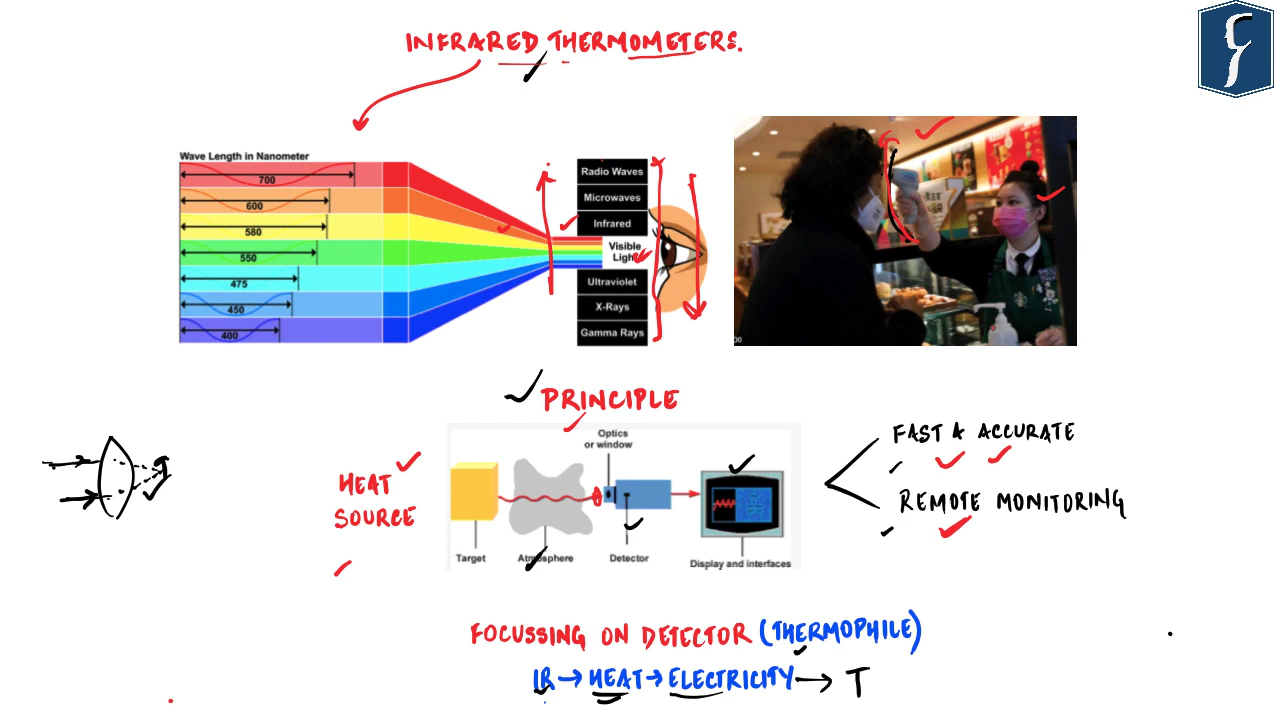 INFRARED THERMOMETERS.
Wave Length in Nanometer
700
600
580
550
475
450
400
Radio Waves
Microwaves
Infrared
Visible
Light
Ultraviolet
X-Rays
Gamma Rays
PRINCIPLE
HEAT
SOURCE
Optics
or window
Target
Atmosphere
Detector
Display and interfaces
FAST & ACCURATE
REMOTE MONITORING
FOCUSSING ON DETECTOR (THERMOPHILE)
IR → HEAT → ELECTRICITY → T